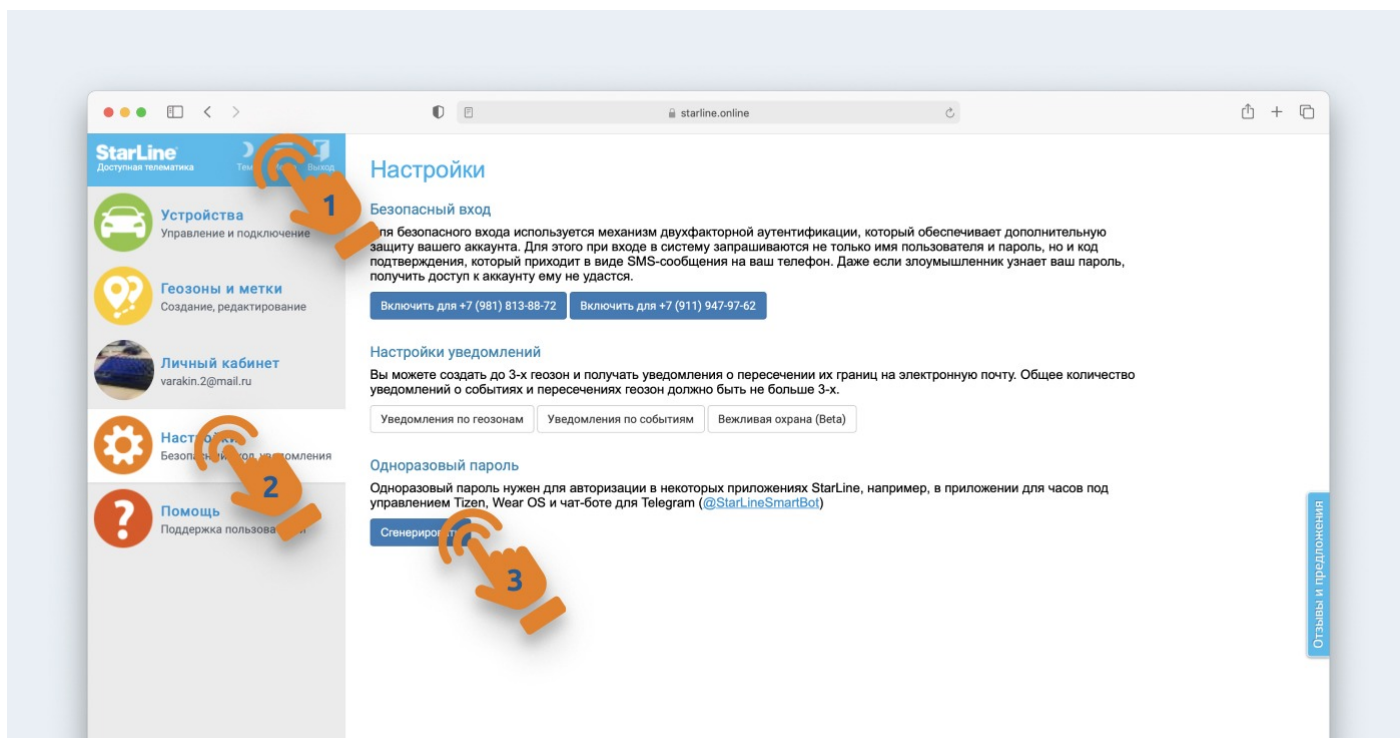 starline.online
StarLine
Доступная телематика
Выход
1
Устройства
Управление и подключение
Геозоны и метки
Создание, редактирование
Личный кабинет
varakin.2@mail.ru
Настройки
2
Помощь
Поддержка
Настройки
Безопасный вход
безопасного входа используется механизм двухфакторной аутентификации, который обеспечивает дополнительную
защиту вашего аккаунта. Для этого при входе в систему запрашиваются не только имя пользователя и пароль, но и код
подтверждения, который приходит в виде SMS-сообщения на ваш телефон. Даже если злоумышленник узнает ваш пароль,
получить доступ к аккаунту ему не удастся.
Включить для +7 (981) 813-88-72 Включить для +7 (911) 947-97-62
Настройки уведомлений
Вы можете создать до 3-х геозон и получать уведомления о пересечении их границ на электронную почту. Общее количество
уведомлений о событиях и пересечениях геозон должно быть не больше 3-х.
Уведомления по геозонам Уведомления по событиям Вежливая охрана (Beta)
Одноразовый пароль
Одноразовый пароль нужен для авторизации в некоторых приложениях StarLine, например, в приложении для часов под
управлением Tizen, Wear OS и чат-боте для Telegram (@StarLineSmartBot)
Сгенерировать
3
Отзывы и предложения